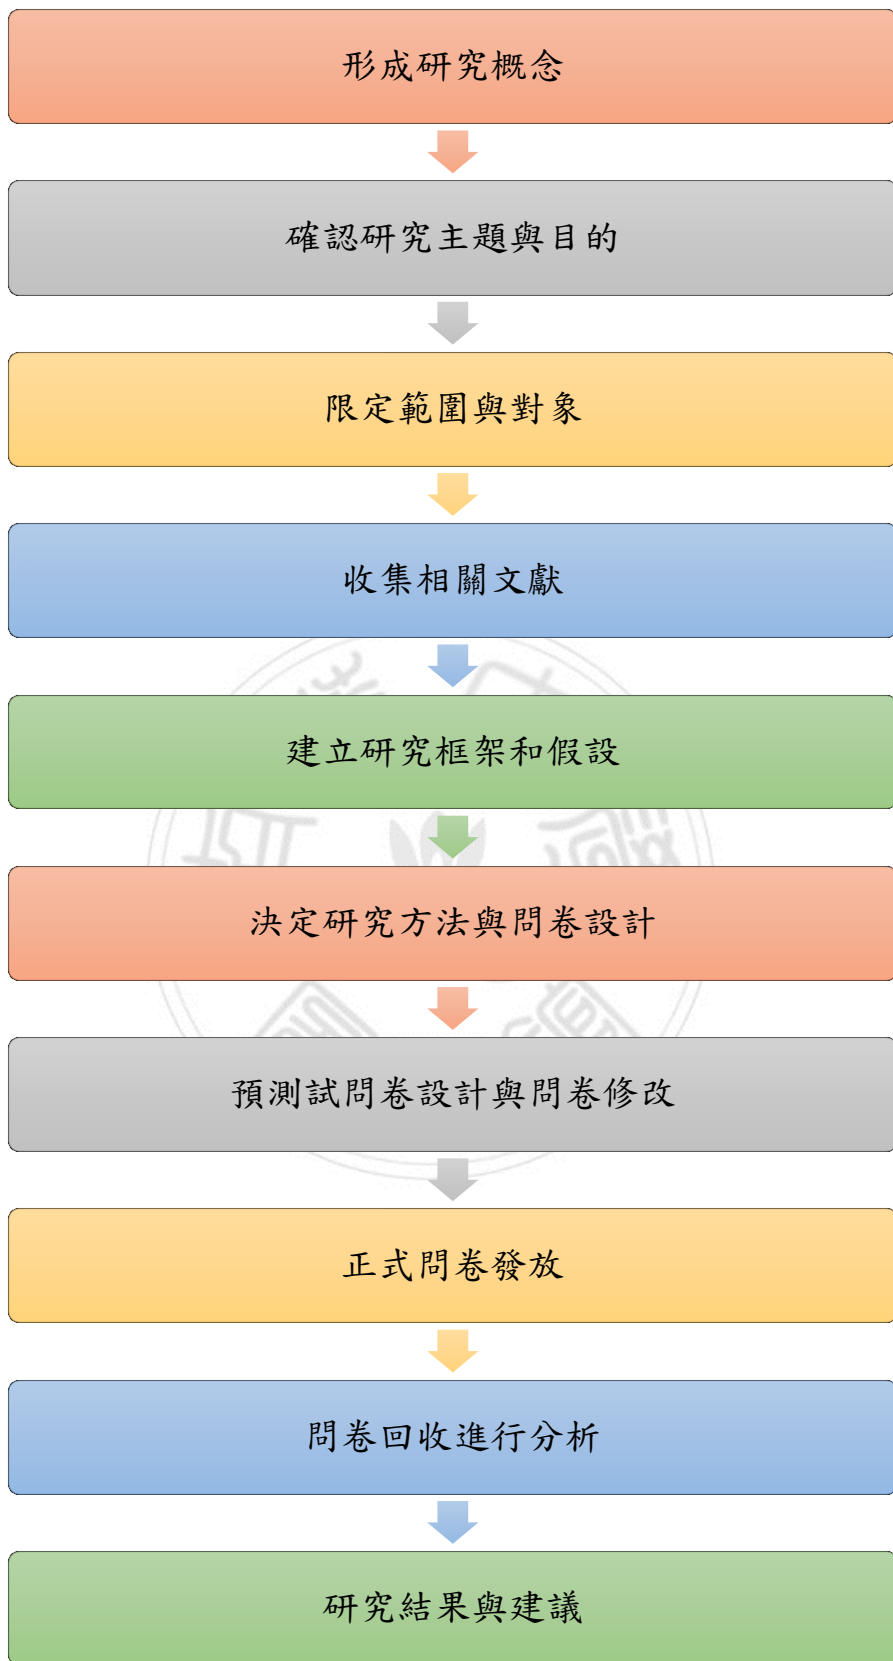 形成研究概念
確認研究主題與目的
限定範圍與對象
收集相關文獻
建立研究框架和假設
決定研究方法與問卷設計
預測試問卷設計與問卷修改
正式問卷發放
問卷回收進行分析
研究結果與建議